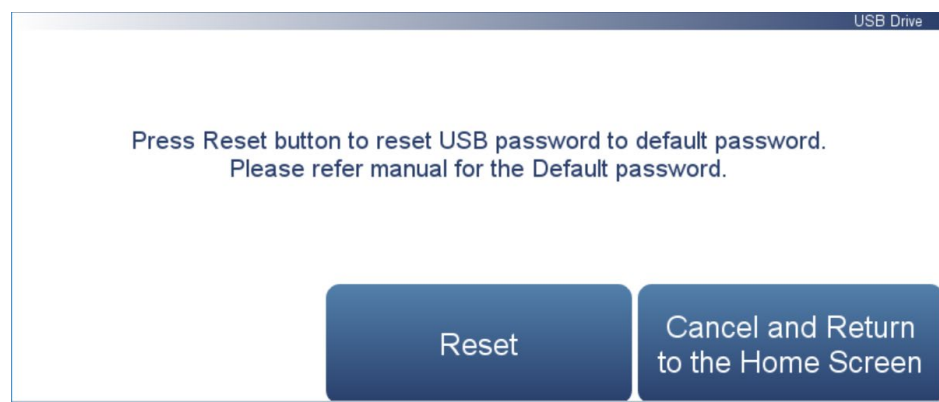 USB Drive
Press Reset button to reset USB password to default password.
Please refer manual for the Default password.
Reset
Cancel and Return
to the Home Screen